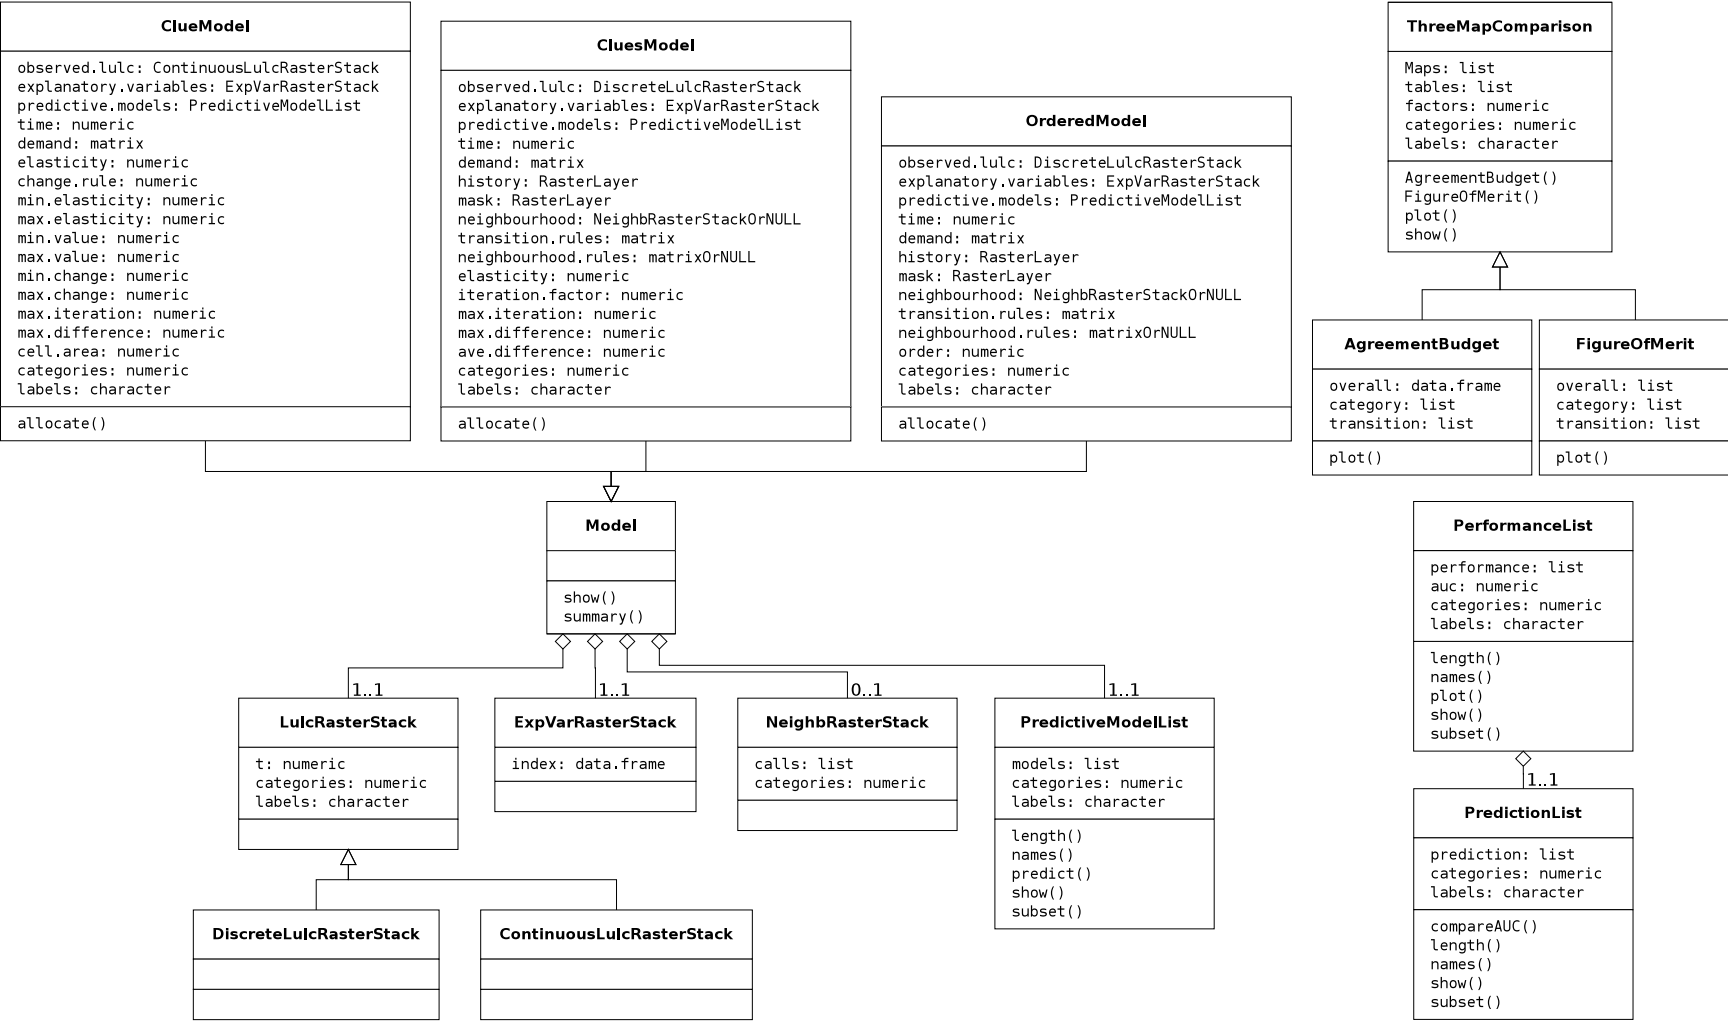 ClueModel
observed.lulc: ContinuousLulcRasterStack
explanatory.variables: ExpVarRasterStack
predictive.models: PredictiveModelList
time: numeric
demand: matrix
elasticity: numeric
change.rule: numeric
min.elasticity: numeric
max.elasticity: numeric
min.value: numeric
max.value: numeric
min.change: numeric
max.change: numeric
max.iteration: numeric
max.difference: numeric
cell.area: numeric
categories: numeric
labels: character
allocate()
CluesModel
observed.lulc: DiscreteLulcRasterStack
explanatory.variables: ExpVarRasterStack
predictive.models: PredictiveModelList
time: numeric
demand: matrix
history: RasterLayer
mask: RasterLayer
neighbourhood: NeighbRasterStackOrNULL
transition.rules: matrix
neighbourhood.rules: matrixOrNULL
elasticity: numeric
iteration.factor: numeric
max.iteration: numeric
max.difference: numeric
ave.difference: numeric
categories: numeric
labels: character
allocate()
OrderedModel
observed.lulc: DiscreteLulcRasterStack
explanatory.variables: ExpVarRasterStack
predictive.models: PredictiveModelList
time: numeric
demand: matrix
history: RasterLayer
mask: RasterLayer
neighbourhood: NeighbRasterStackOrNULL
transition.rules: matrix
neighbourhood.rules: matrixOrNULL
order: numeric
categories: numeric
labels: character
allocate()
ThreeMapComparison
Maps: list
tables: list
factors: numeric
categories: numeric
labels: character
AgreementBudget()
FigureOfMerit()
plot()
show()
AgreementBudget
overall: data.frame
category: list
transition: list
plot()
FigureOfMerit
overall: list
category: list
transition: list
plot()
Model
show()
summary()
1..1
1..1
0..1
1..1
LulcRasterStack
t: numeric
categories: numeric
labels: character
ExpVarRasterStack
index: data.frame
NeighbRasterStack
calls: list
categories: numeric
PredictiveModelList
models: list
categories: numeric
labels: character
length()
names()
predict()
show()
subset()
DiscreteLulcRasterStack
ContinuousLulcRasterStack
PerformanceList
performance: list
auc: numeric
categories: numeric
labels: character
length()
names()
plot()
show()
subset()
1..1
PredictionList
prediction: list
categories: numeric
labels: character
compareAUC()
length()
names()
show()
subset()